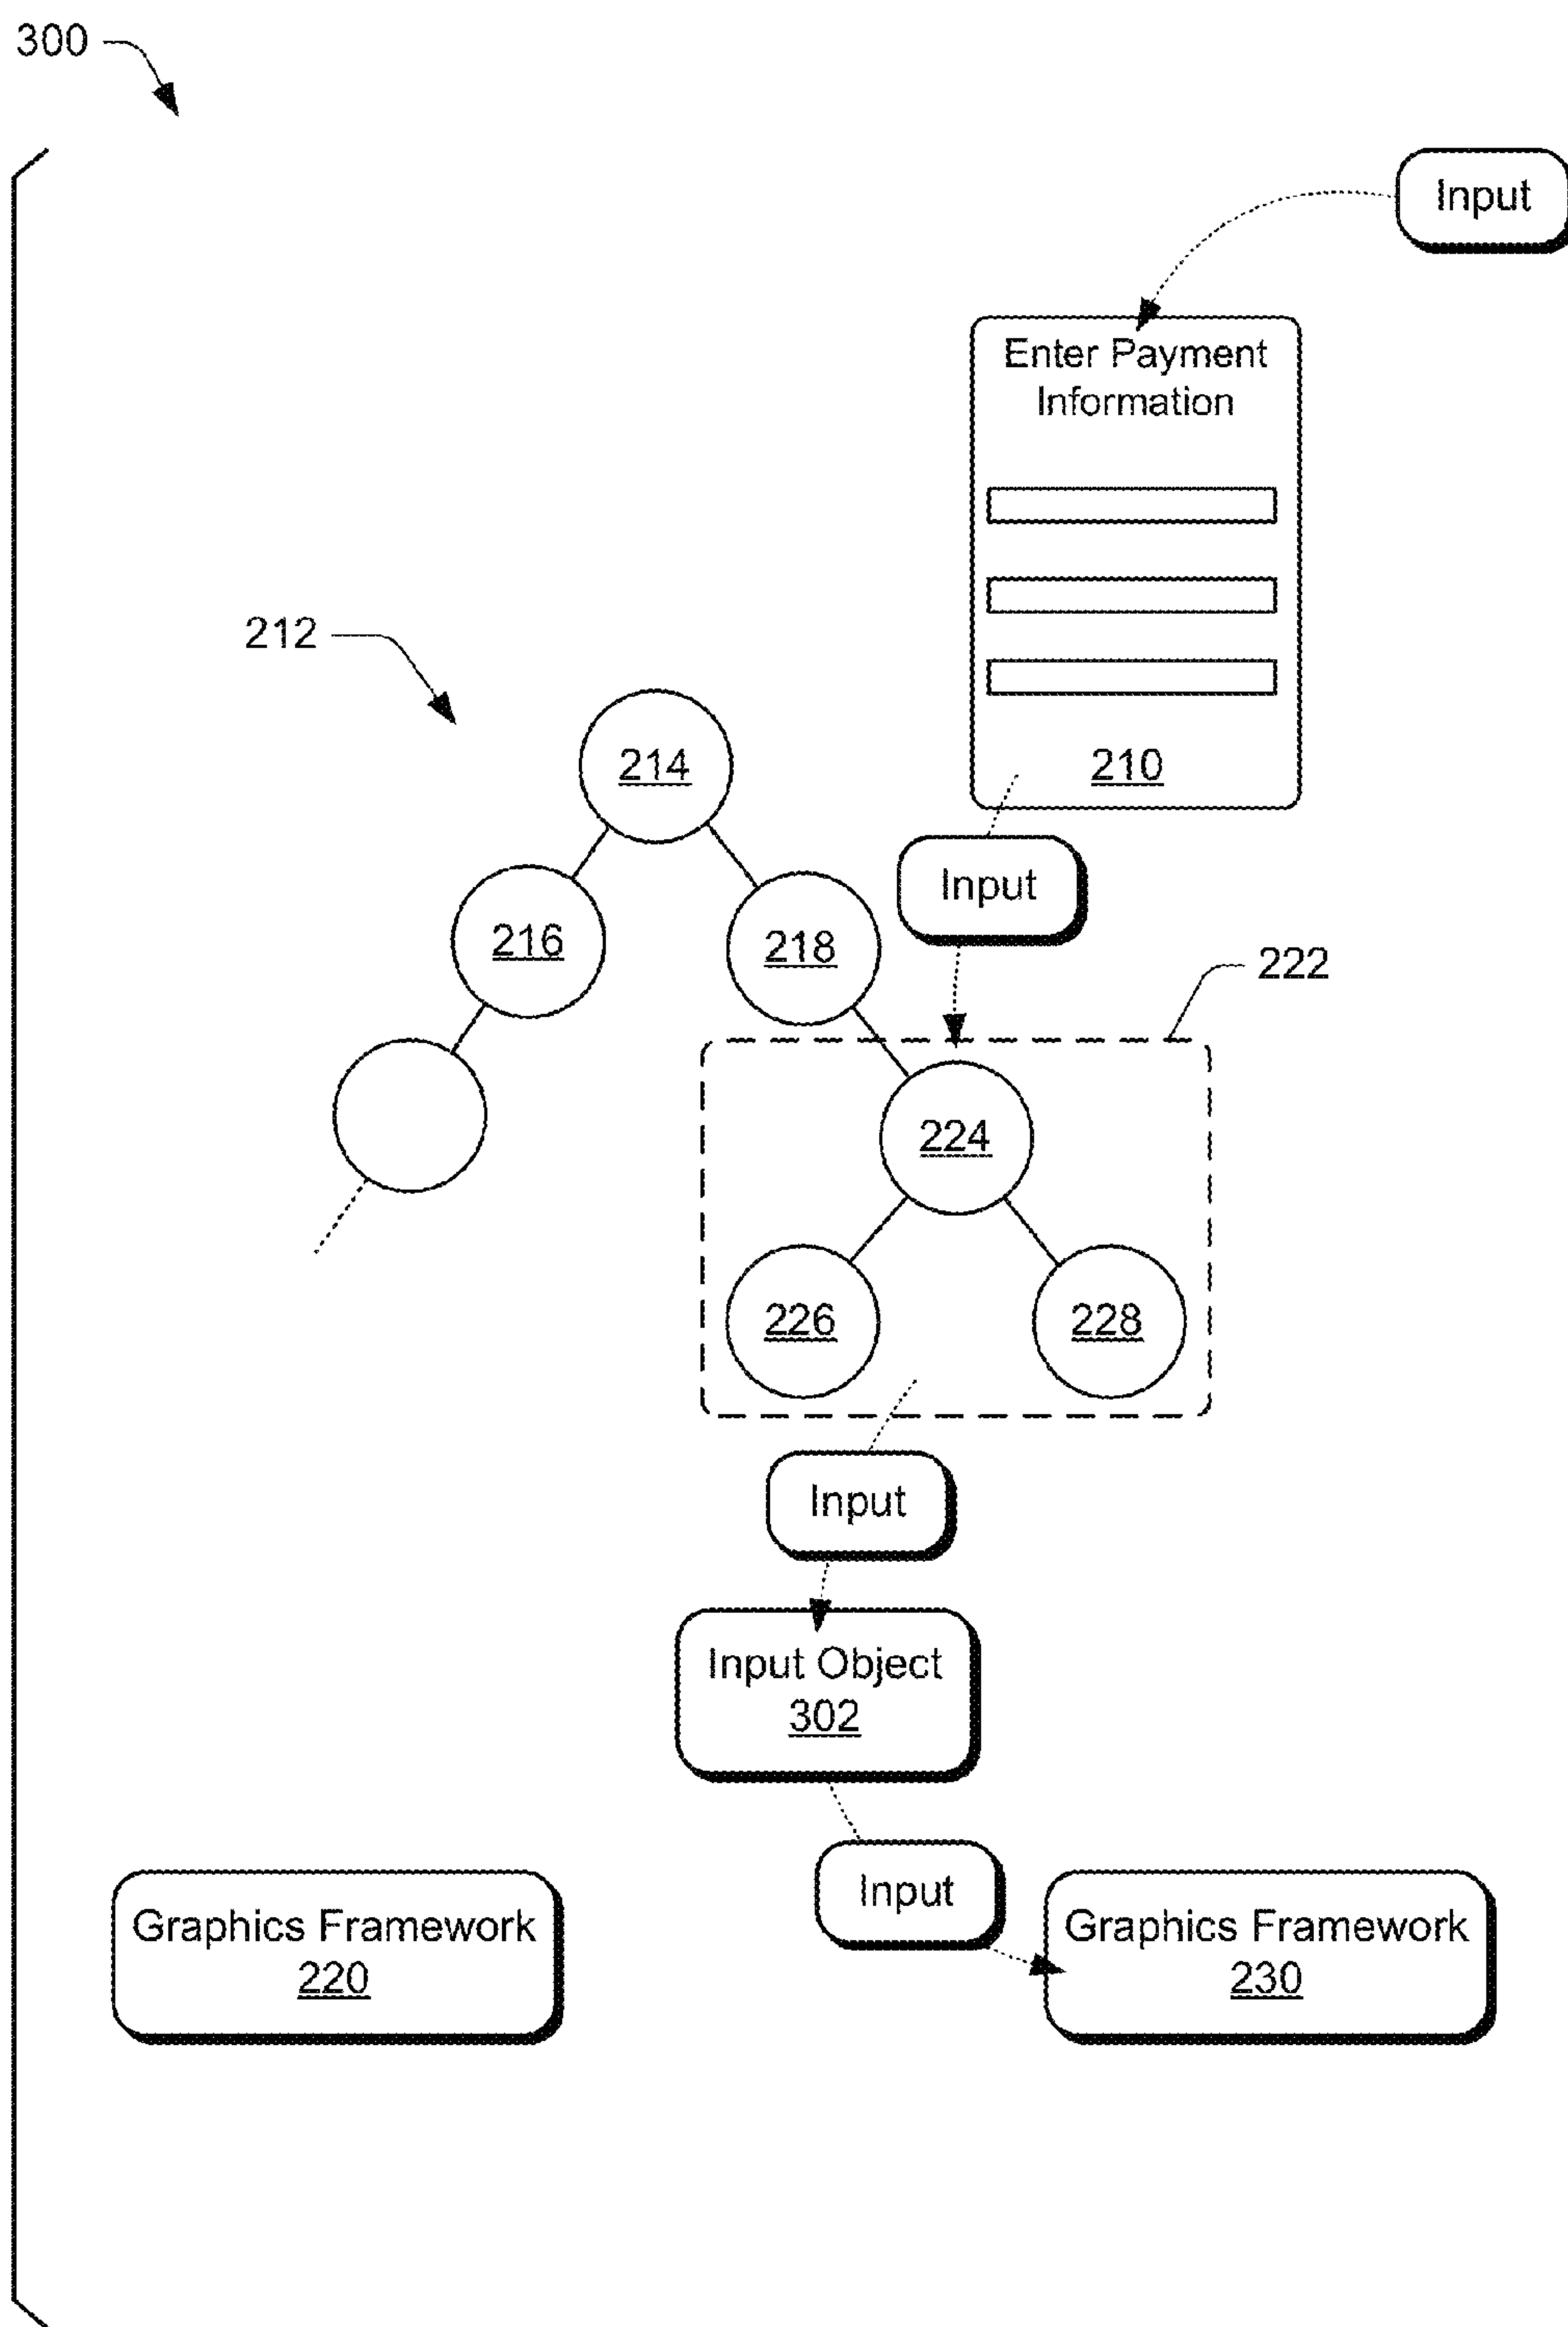 300
Input
Enter Payment
Information
212
214
210
216
218
Input
222
224
226
228
Input
Input Object
302
Input
Graphics Framework
220
Graphics Framework
230